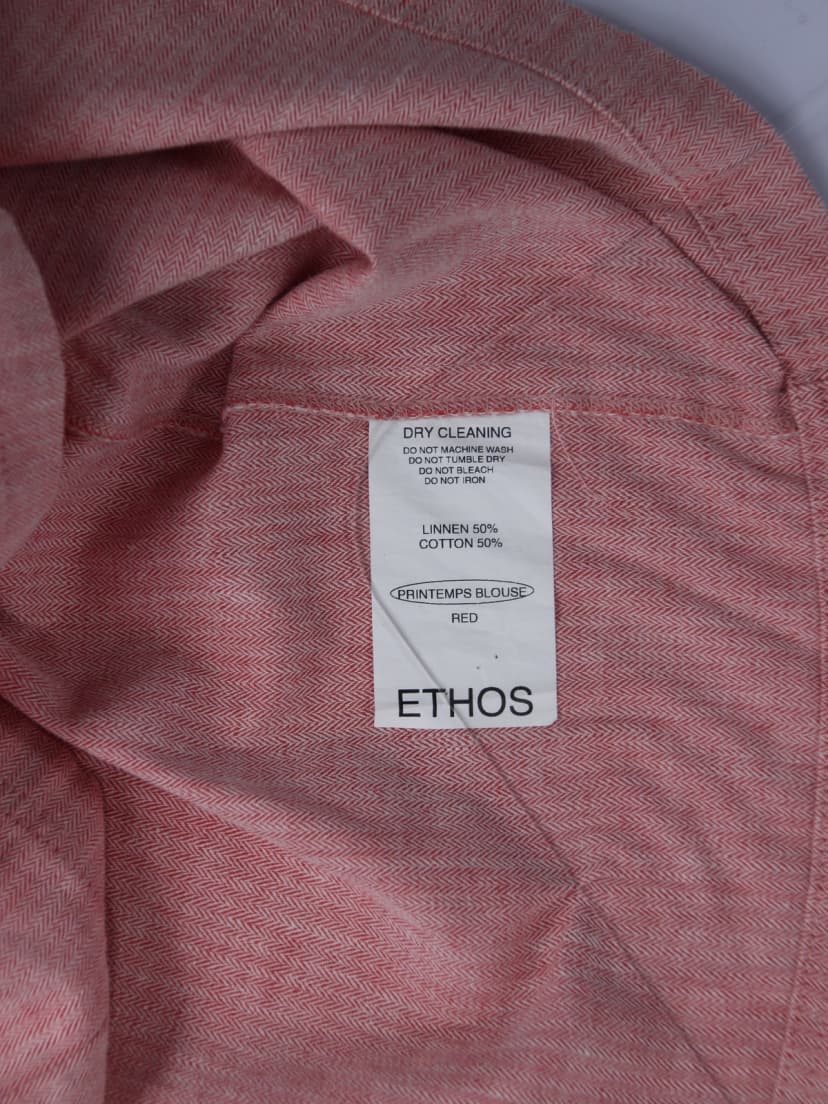 DRY CLEANING
DO NOT MACHINE WASH
DO NOT TUMBLE DRY
DO NOT BLEACH
DO NOT IRON
LINNEN 50%
COTTON 50%
PRINTEMPS BLOUSE
RED
ETHOS